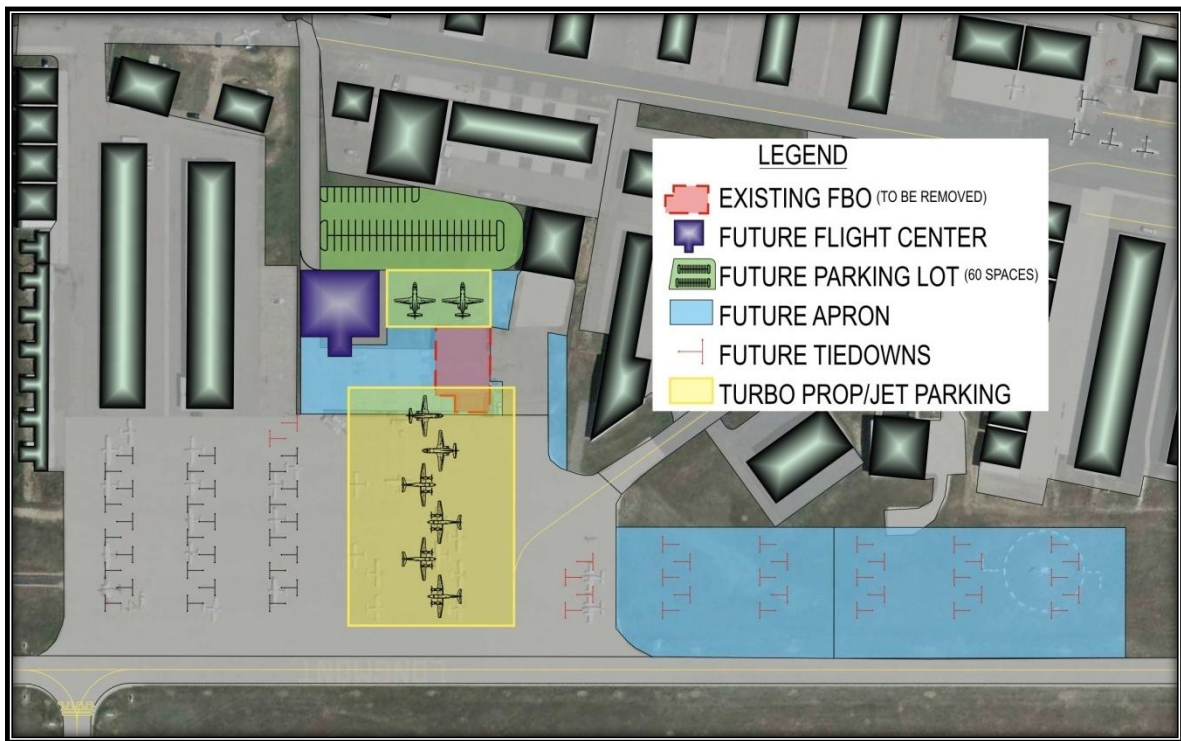 LEGEND
EXISTING FBO (TO BE REMOVED)
FUTURE FLIGHT CENTER
FUTURE PARKING LOT (60 SPACES)
FUTURE APRON
FUTURE TIEDOWNS
TURBO PROP/JET PARKING
LONGMONT